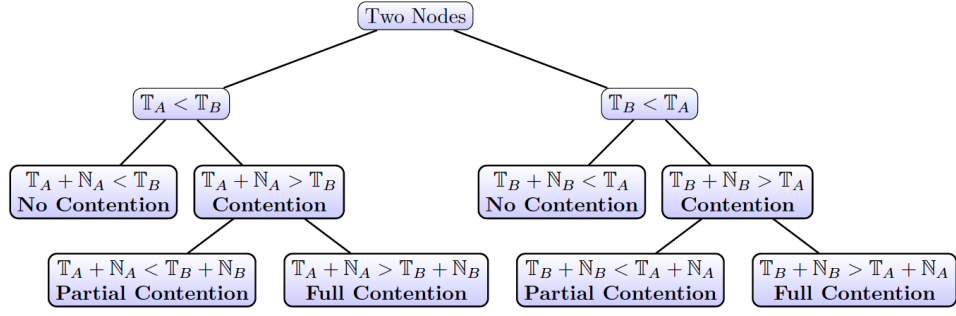 Two Nodes
𝕋_A < 𝕋_B
𝕋_B < 𝕋_A
𝕋_A + ℕ_A < 𝕋_B
No Contention
𝕋_A + ℕ_A > 𝕋_B
Contention
𝕋_B + ℕ_B < 𝕋_A
No Contention
𝕋_B + ℕ_B > 𝕋_A
Contention
𝕋_A + ℕ_A < 𝕋_B + ℕ_B
Partial Contention
𝕋_A + ℕ_A > 𝕋_B + ℕ_B
Full Contention
𝕋_B + ℕ_B < 𝕋_A + ℕ_A
Partial Contention
𝕋_B + ℕ_B > 𝕋_A + ℕ_A
Full Contention